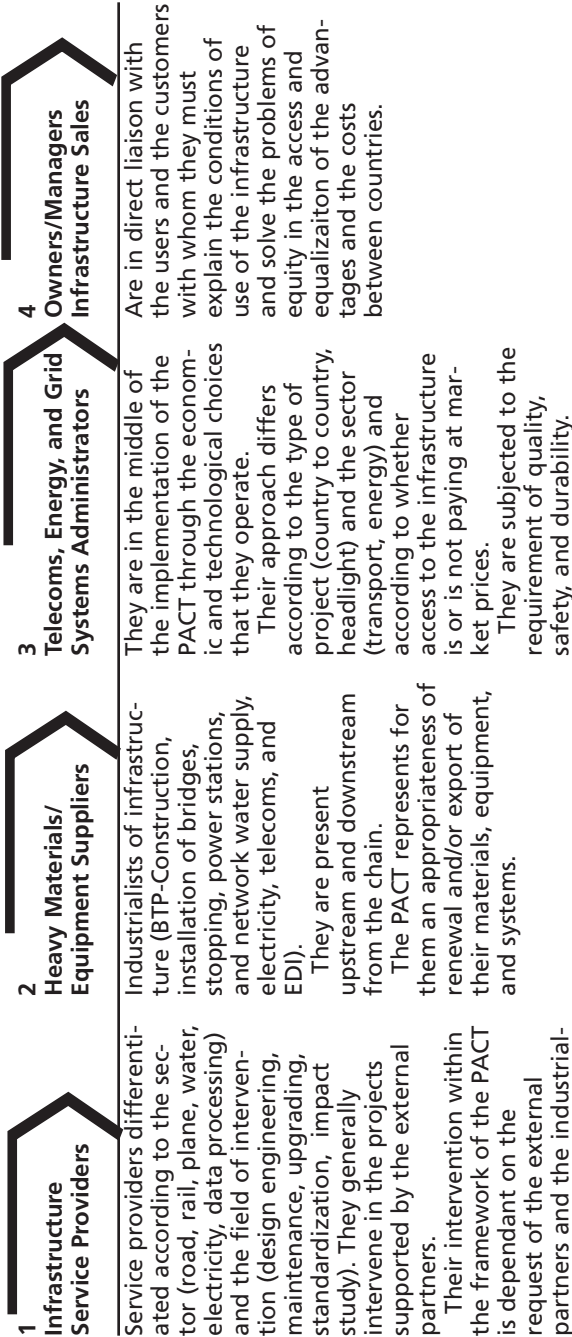 1
Infrastructure
Service Providers
Service providers differenti-
ated according to the sec-
tor (road, rail, plane, water,
electricity, data processing)
and the field of interven-
tion (design engineering,
maintenance, upgrading,
standardization, impact
study). They generally
intervene in the projects
supported by the external
partners.
Their intervention within
the framework of the PACT
is dependant on the
request of the external
partners and the industrial-
2
Heavy Materials/
Equipment Suppliers
Industrialists of infrastruc-
ture (BTP-Construction,
installation of bridges,
stopping, power stations,
and network water supply,
electricity, telecoms, and
EDI).
They are present
upstream and downstream
from the chain.
The PACT represents for
them an appropriateness of
renewal and/or export of
their materials, equipment,
and systems.
3
Telecoms, Energy, and Grid
Systems Administrators
They are in the middle of
the implementation of the
PACT through the econom-
ic and technological choices
that they operate.
Their approach differs
according to the type of
project (country to country,
headlight) and the sector
(transport, energy) and
according to whether
access to the infrastructure
is or is not paying at mar-
ket prices.
They are subjected to the
requirement of quality,
safety, and durability.
4
Owners/Managers
Infrastructure Sales
Are in direct liaison with
the users and the customers
with whom they must
explain the conditions of
use of the infrastructure
and solve the problems of
equity in the access and
equalizaiton of the advan-
tages and the costs
between countries.